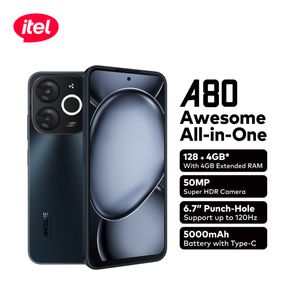 itel
A80
Awesome
All-in-One
128 + 4GB*
With 4GB Extended RAM
50MP
Super HDR Camera
6.7" Punch-Hole
Support up to 120Hz
5000mAh
Battery with Type-C